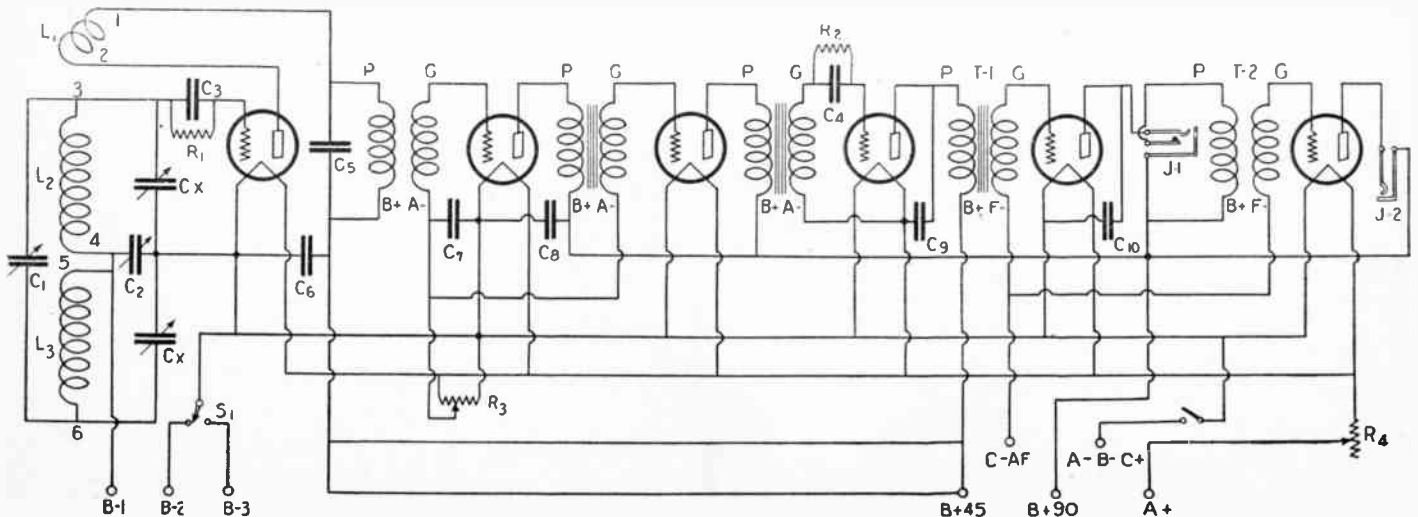 L1 1 2
3 C3 R1
L2 CX
C1 4 5 C2
L3 CX
6
S1
C5
C6
P G
B+ A-
C7
R3
P G
B+ A-
C8
P G
B+ A-
R2
C4
C9
P T-1 G
B+ F-
C10
J-1
P T-2 G
B+ F-
J-2
R4
C-AF A- B- C+
B-1 B-2 B-3 B+45 B+90 A+